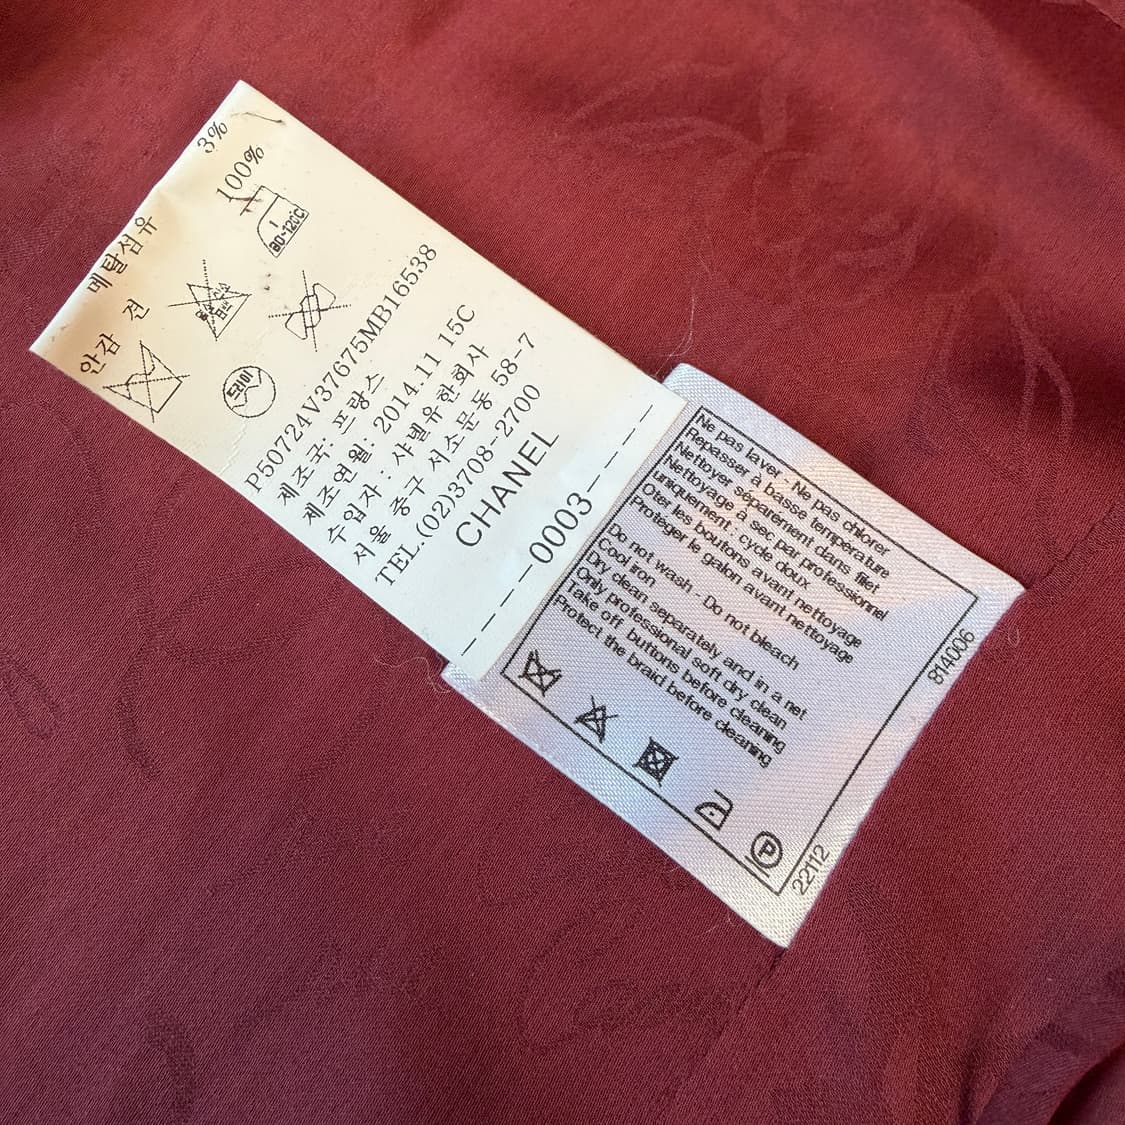 메탈섬유 3%
안감 견 100%
80~120℃
드라이
P50724V37675MB16538
제조국: 프랑스
제조연월: 2014.11 15C
수입자 : 샤넬유한회사
서울 중구 서소문동 58-7
TEL.(02)3708-2700
CHANEL
0003
Ne pas laver - Ne pas chlorer
Repasser à basse température
Nettoyer séparement dans filet
Nettoyage à sec par professionnel
uniquement; cycle doux
Oter les boutons avant nettoyage
Protéger le galon avant nettoyage
Do not wash - Do not bleach
Cool iron
Dry clean separately and in a net
Only professional soft dry clean
Take off buttons before cleaning
Protect the braid before cleaning
P
22112
814006